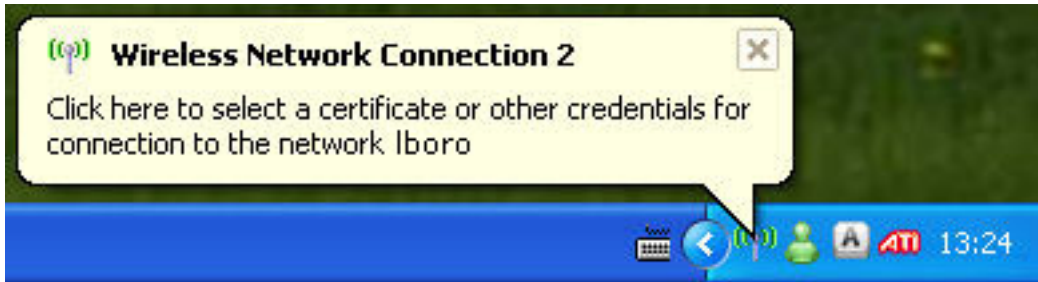 Wireless Network Connection 2
Click here to select a certificate or other credentials for
connection to the network lboro
A ATI 13:24